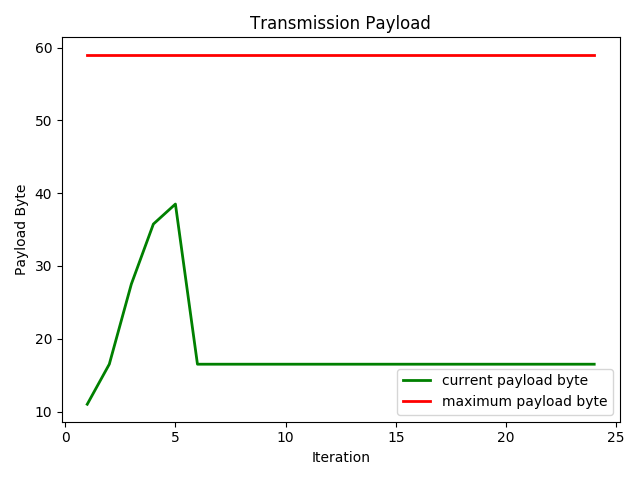 Transmission Payload
60
50
40
30
20
10
Payload Byte
0
5
10
15
20
25
Iteration
current payload byte
maximum payload byte